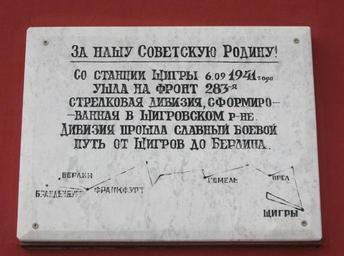 За нашу Советскую Родину!
Со станции Щигры 6.09 1941 года
ушла на фронт 283-я
стрелковая дивизия, сформиро-
ванная в Щигровском р-не.
Дивизия прошла славный боевой
путь от Щигров до Берлина.
Берлин
Бранденбург
Франкфурт
Гомель
Орел
Щигры